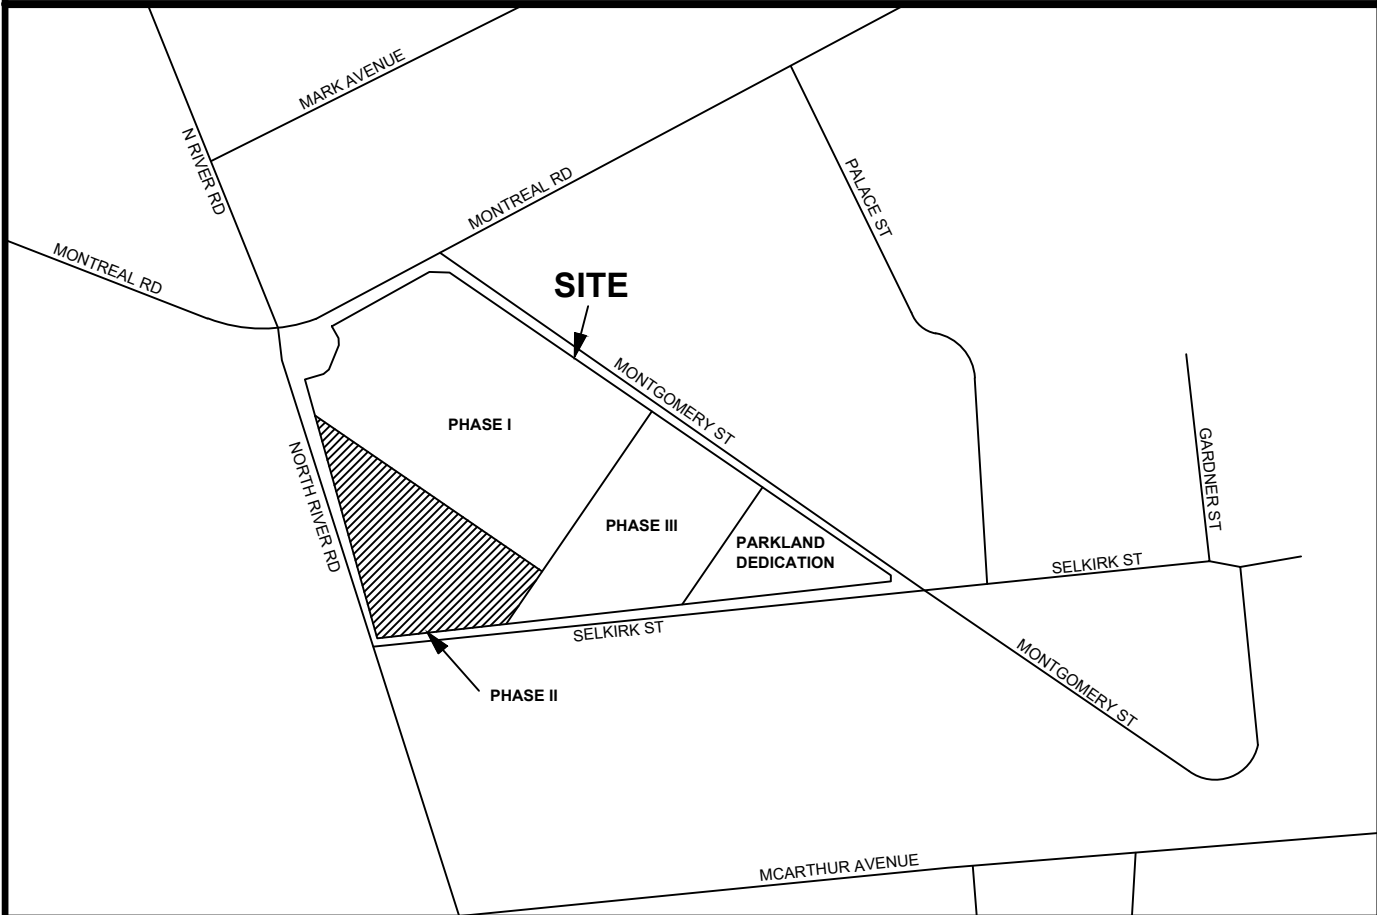 MARK AVENUE
N RIVER RD
MONTREAL RD
PALACE ST
MONTREAL RD
SITE
MONTGOMERY ST
PHASE I
GARDNER ST
NORTH RIVER RD
PHASE III
PARKLAND
DEDICATION
SELKIRK ST
SELKIRK ST
MONTGOMERY ST
PHASE II
MCARTHUR AVENUE